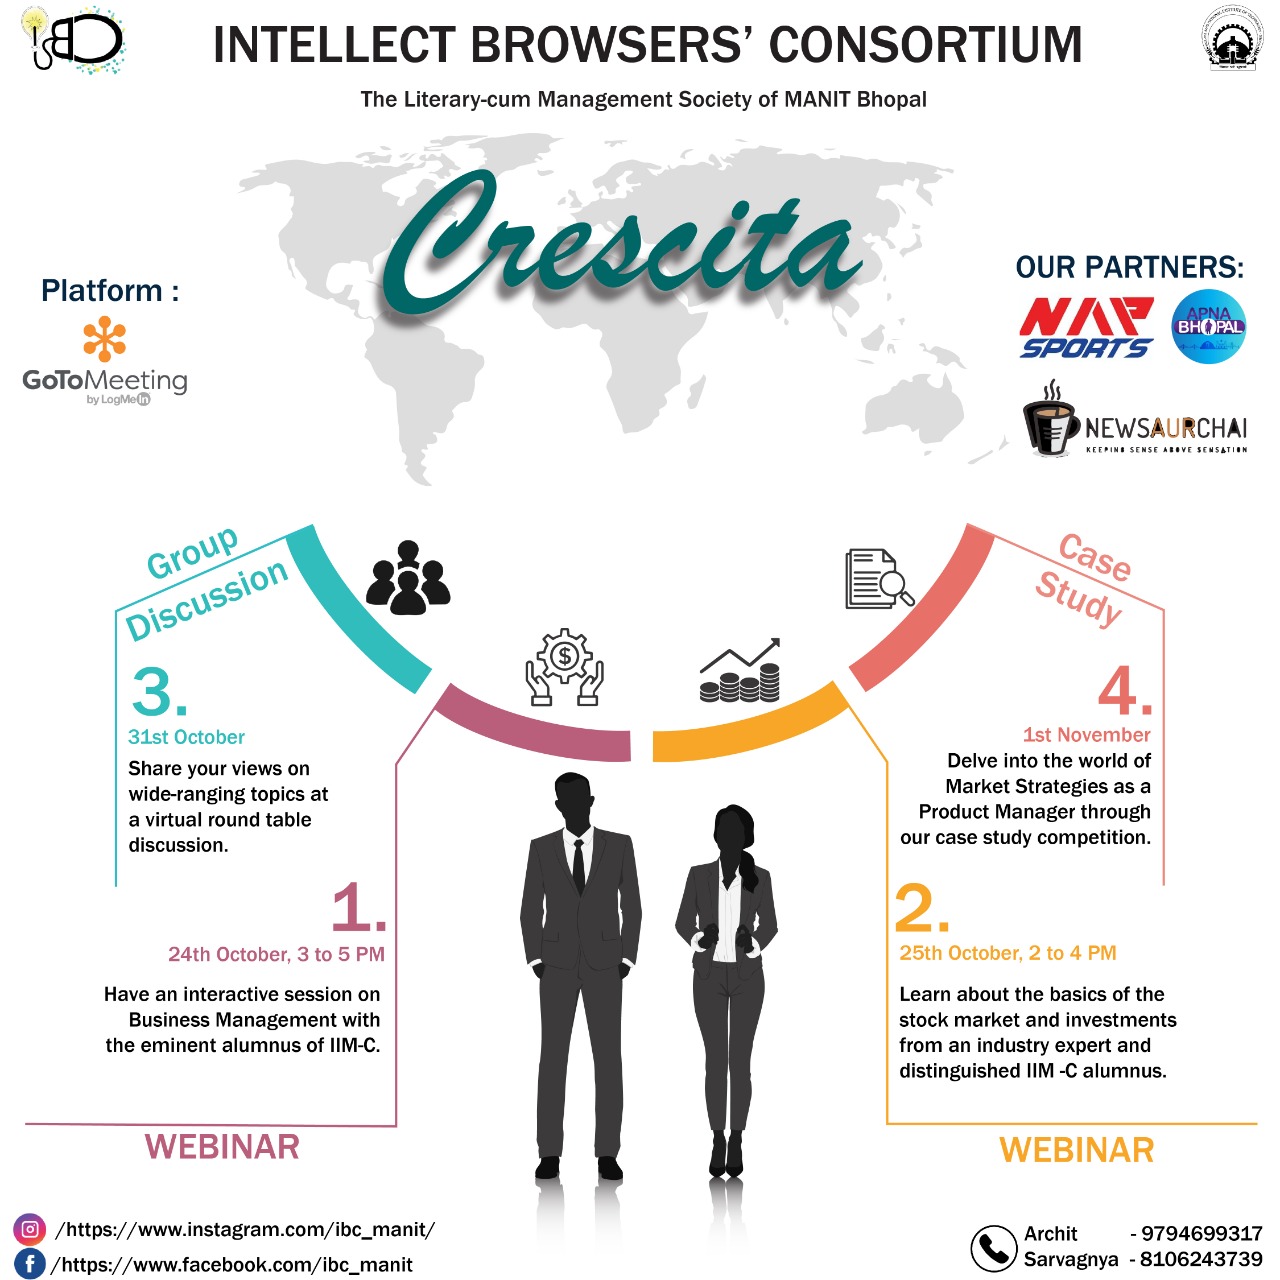 INTELLECT BROWSERS’ CONSORTIUM
The Literary-cum Management Society of MANIT Bhopal
Crescita
Platform :
GoToMeeting
by LogMeIn
OUR PARTNERS:
NAP
SPORTS
APNA
BHOPAL
NEWSAURCHAI
KEEPING SENSE ABOVE SENSATION
Group
Discussion
3.
31st October
Share your views on
wide-ranging topics at
a virtual round table
discussion.
Case
Study
4.
1st November
Delve into the world of
Market Strategies as a
Product Manager through
our case study competition.
1.
24th October, 3 to 5 PM
Have an interactive session on
Business Management with
the eminent alumnus of IIM-C.
WEBINAR
2.
25th October, 2 to 4 PM
Learn about the basics of the
stock market and investments
from an industry expert and
distinguished IIM -C alumnus.
WEBINAR
/https://www.instagram.com/ibc_manit/
/https://www.facebook.com/ibc_manit
Archit - 9794699317
Sarvagnya - 8106243739